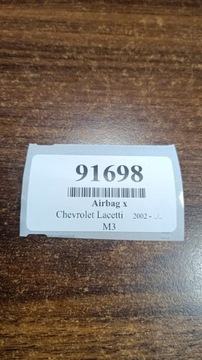 91698
Airbag x
Chevrolet Lacetti 2002 - ...
M3